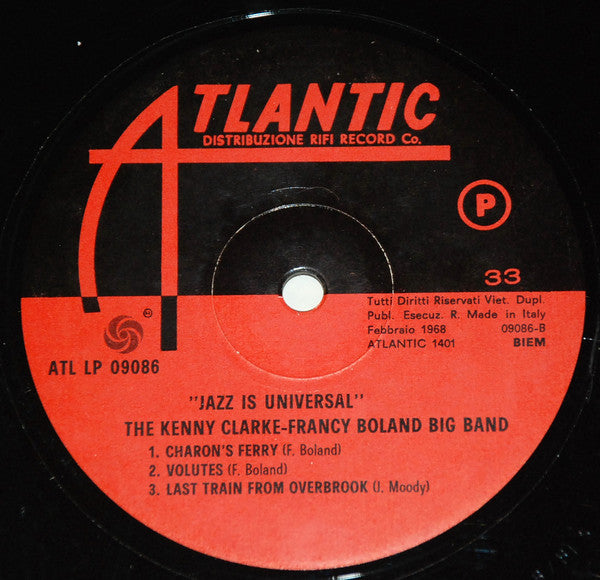 ATLANTIC
DISTRIBUZIONE RIFI RECORD Co.
P
33
Tutti Diritti Riservati Viet. Dupl.
Publ. Esecuz. R. Made in Italy
Febbraio 1968 09086-B
ATLANTIC 1401 BIEM
ATL LP 09086
"JAZZ IS UNIVERSAL"
THE KENNY CLARKE-FRANCY BOLAND BIG BAND
1. CHARON'S FERRY (F. Boland)
2. VOLUTES (F. Boland)
3. LAST TRAIN FROM OVERBROOK (J. Moody)